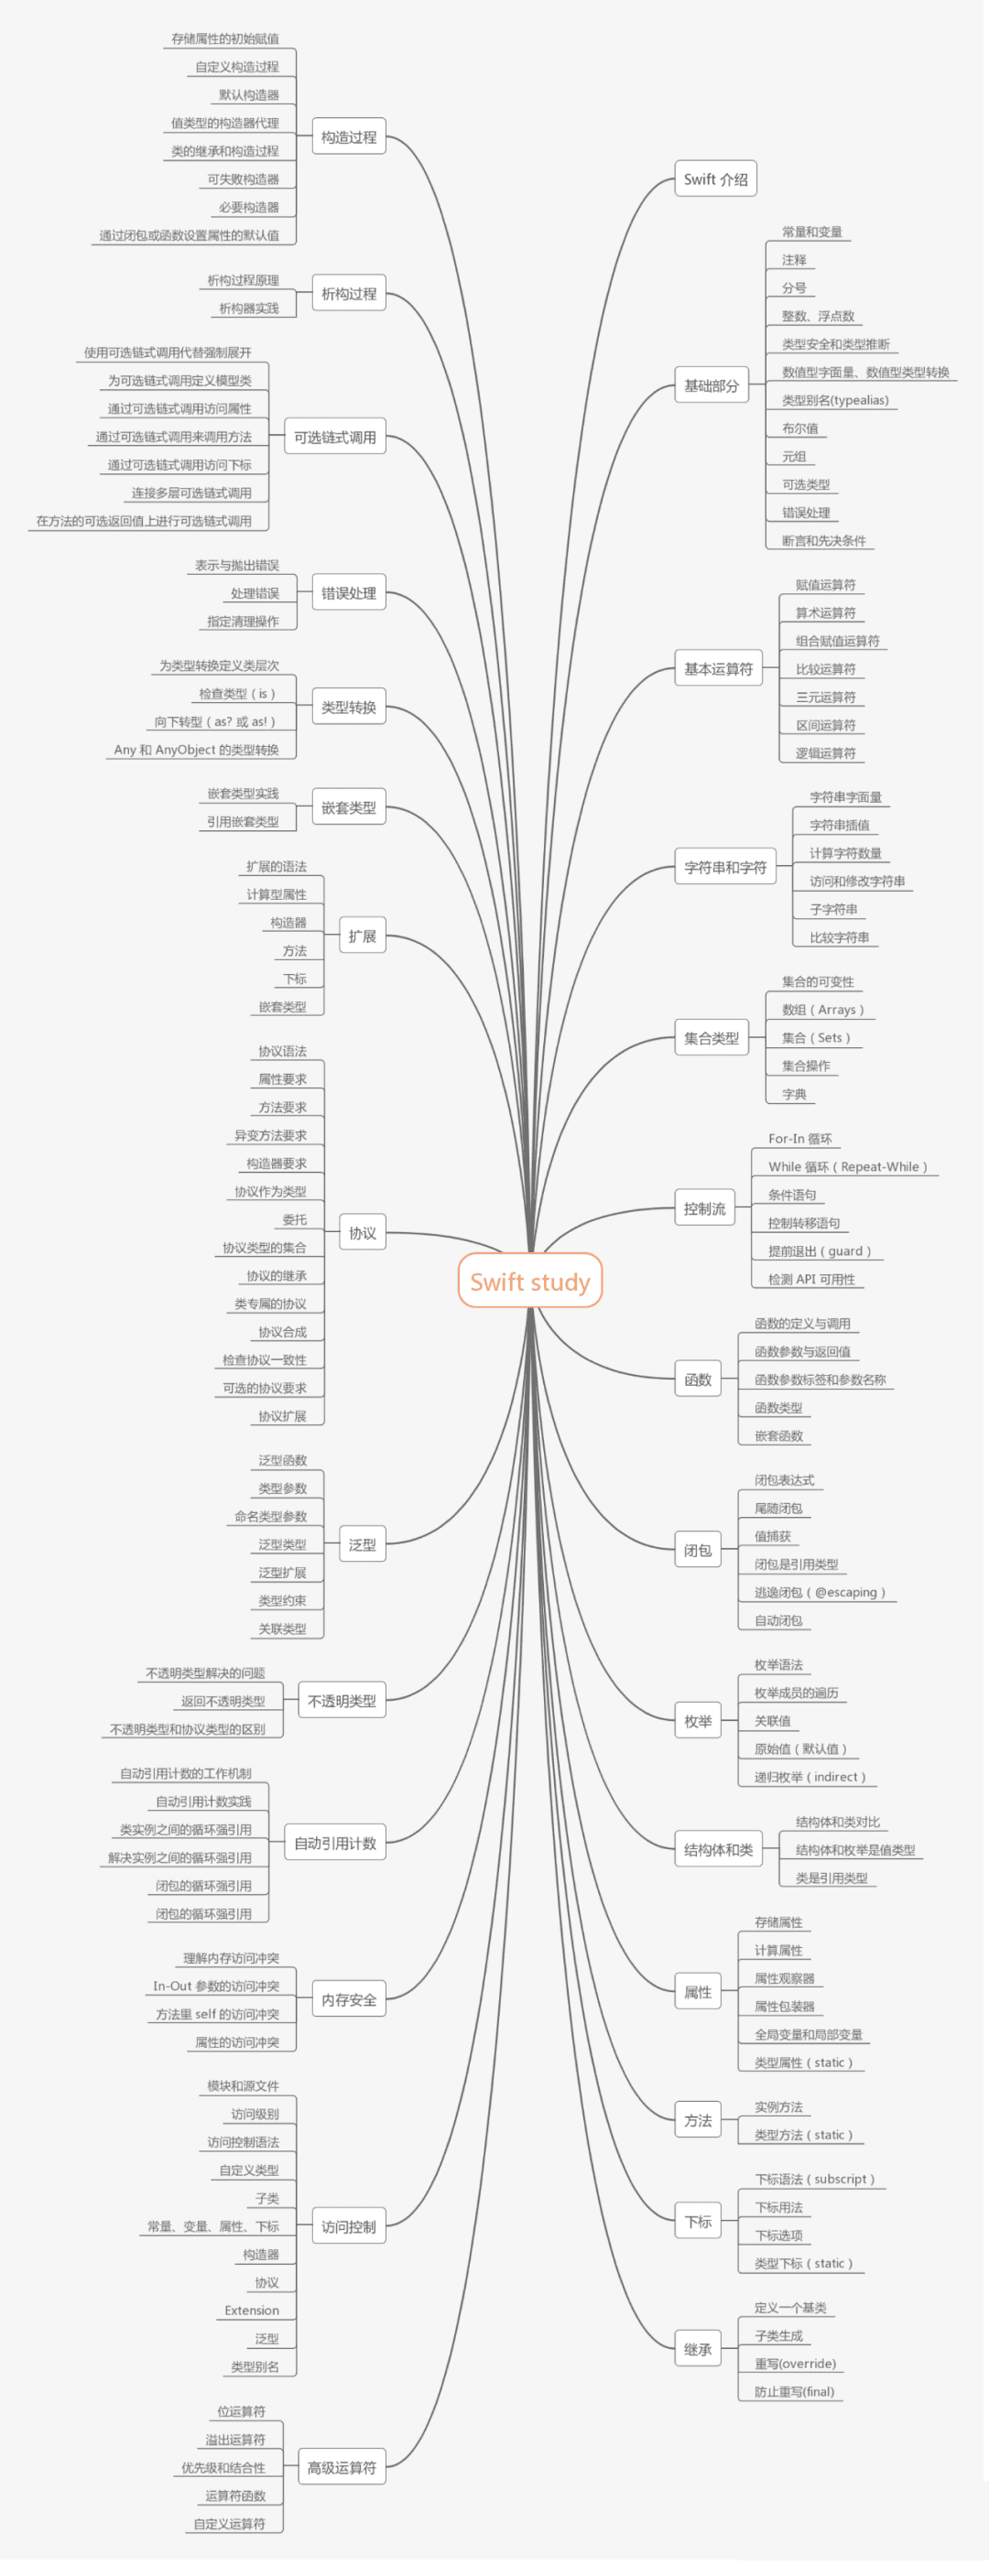 Swift study
Swift 介绍
基础部分
常量和变量
注释
分号
整数、浮点数
类型安全和类型推断
数值型字面量、数值型类型转换
类型别名(typealias)
布尔值
元组
可选类型
错误处理
断言和先决条件
基本运算符
赋值运算符
算术运算符
组合赋值运算符
比较运算符
三元运算符
区间运算符
逻辑运算符
字符串和字符
字符串字面量
字符串插值
计算字符数量
访问和修改字符串
子字符串
比较字符串
集合类型
集合的可变性
数组（Arrays）
集合（Sets）
集合操作
字典
控制流
For-In 循环
While 循环（Repeat-While）
条件语句
控制转移语句
提前退出（guard）
检测 API 可用性
函数
函数的定义与调用
函数参数与返回值
函数参数标签和参数名称
函数类型
嵌套函数
闭包
闭包表达式
尾随闭包
值捕获
闭包是引用类型
逃逸闭包（@escaping）
自动闭包
枚举
枚举语法
枚举成员的遍历
关联值
原始值（默认值）
递归枚举（indirect）
结构体和类
结构体和类对比
结构体和枚举是值类型
类是引用类型
属性
存储属性
计算属性
属性观察器
属性包装器
全局变量和局部变量
类型属性（static）
方法
实例方法
类型方法（static）
下标
下标语法（subscript）
下标用法
下标选项
类型下标（static）
继承
定义一个基类
子类生成
重写(override)
防止重写(final)
构造过程
存储属性的初始赋值
自定义构造过程
默认构造器
值类型的构造器代理
类的继承和构造过程
可失败构造器
必要构造器
通过闭包或函数设置属性的默认值
析构过程
析构过程原理
析构器实践
可选链式调用
使用可选链式调用代替强制展开
为可选链式调用定义模型类
通过可选链式调用访问属性
通过可选链式调用来调用方法
通过可选链式调用访问下标
连接多层可选链式调用
在方法的可选返回值上进行可选链式调用
错误处理
表示与抛出错误
处理错误
指定清理操作
类型转换
为类型转换定义类层次
检查类型（is）
向下转型（as? 或 as!）
Any 和 AnyObject 的类型转换
嵌套类型
嵌套类型实践
引用嵌套类型
扩展
扩展的语法
计算型属性
构造器
方法
下标
嵌套类型
协议
协议语法
属性要求
方法要求
异变方法要求
构造器要求
协议作为类型
委托
协议类型的集合
协议的继承
类专属的协议
协议合成
检查协议一致性
可选的协议要求
协议扩展
泛型
泛型函数
类型参数
命名类型参数
泛型类型
泛型扩展
类型约束
关联类型
不透明类型
不透明类型解决的问题
返回不透明类型
不透明类型和协议类型的区别
自动引用计数
自动引用计数的工作机制
自动引用计数实践
类实例之间的循环强引用
解决实例之间的循环强引用
闭包的循环强引用
闭包的循环强引用
内存安全
理解内存访问冲突
In-Out 参数的访问冲突
方法里 self 的访问冲突
属性的访问冲突
访问控制
模块和源文件
访问级别
访问控制语法
自定义类型
子类
常量、变量、属性、下标
构造器
协议
Extension
泛型
类型别名
高级运算符
位运算符
溢出运算符
优先级和结合性
运算符函数
自定义运算符